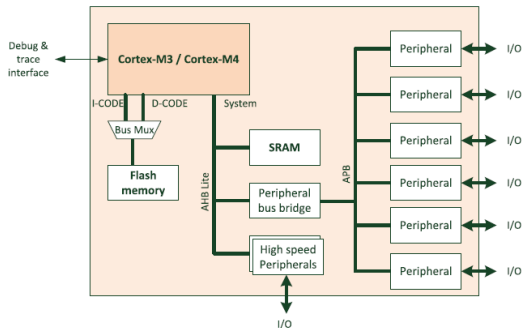 Debug &
trace
interface
Cortex-M3 / Cortex-M4
I-CODE
D-CODE
System
Bus Mux
Flash
memory
AHB Lite
SRAM
Peripheral
bus bridge
High speed
Peripherals
I/O
APB
Peripheral
I/O
Peripheral
I/O
Peripheral
I/O
Peripheral
I/O
Peripheral
I/O
Peripheral
I/O